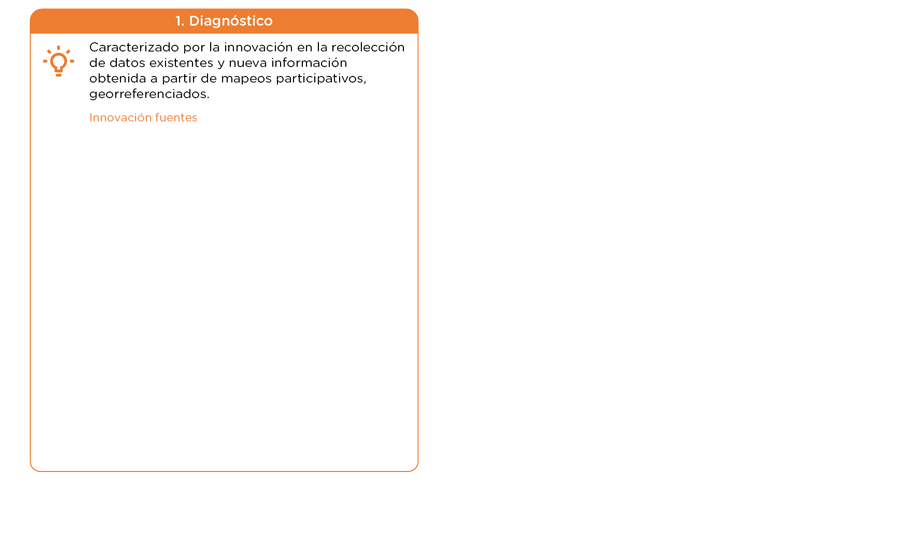 1. Diagnóstico
Caracterizado por la innovación en la recolección
de datos existentes y nueva información
obtenida a partir de mapeos participativos,
georreferenciados.
Innovación fuentes